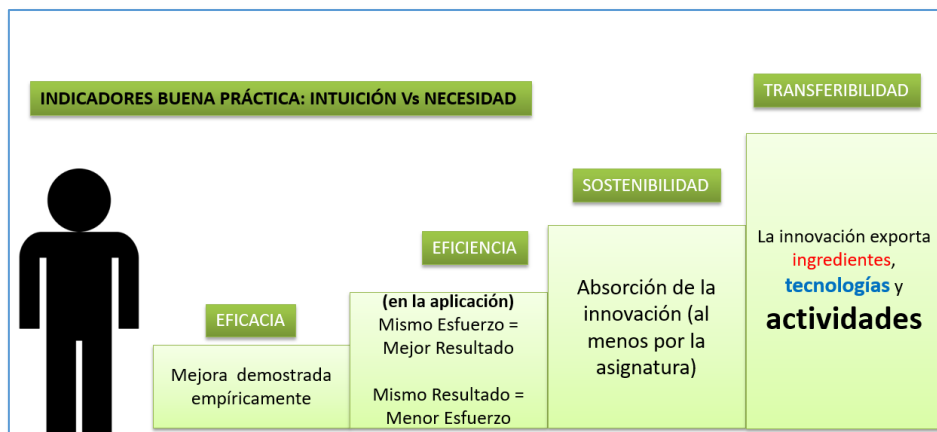 INDICADORES BUENA PRÁCTICA: INTUICIÓN Vs NECESIDAD
EFICACIA
Mejora demostrada
empíricamente
EFICIENCIA
(en la aplicación)
Mismo Esfuerzo =
Mejor Resultado
Mismo Resultado =
Menor Esfuerzo
SOSTENIBILIDAD
Absorción de la
innovación (al
menos por la
asignatura)
TRANSFERIBILIDAD
La innovación exporta
ingredientes,
tecnologías y
actividades